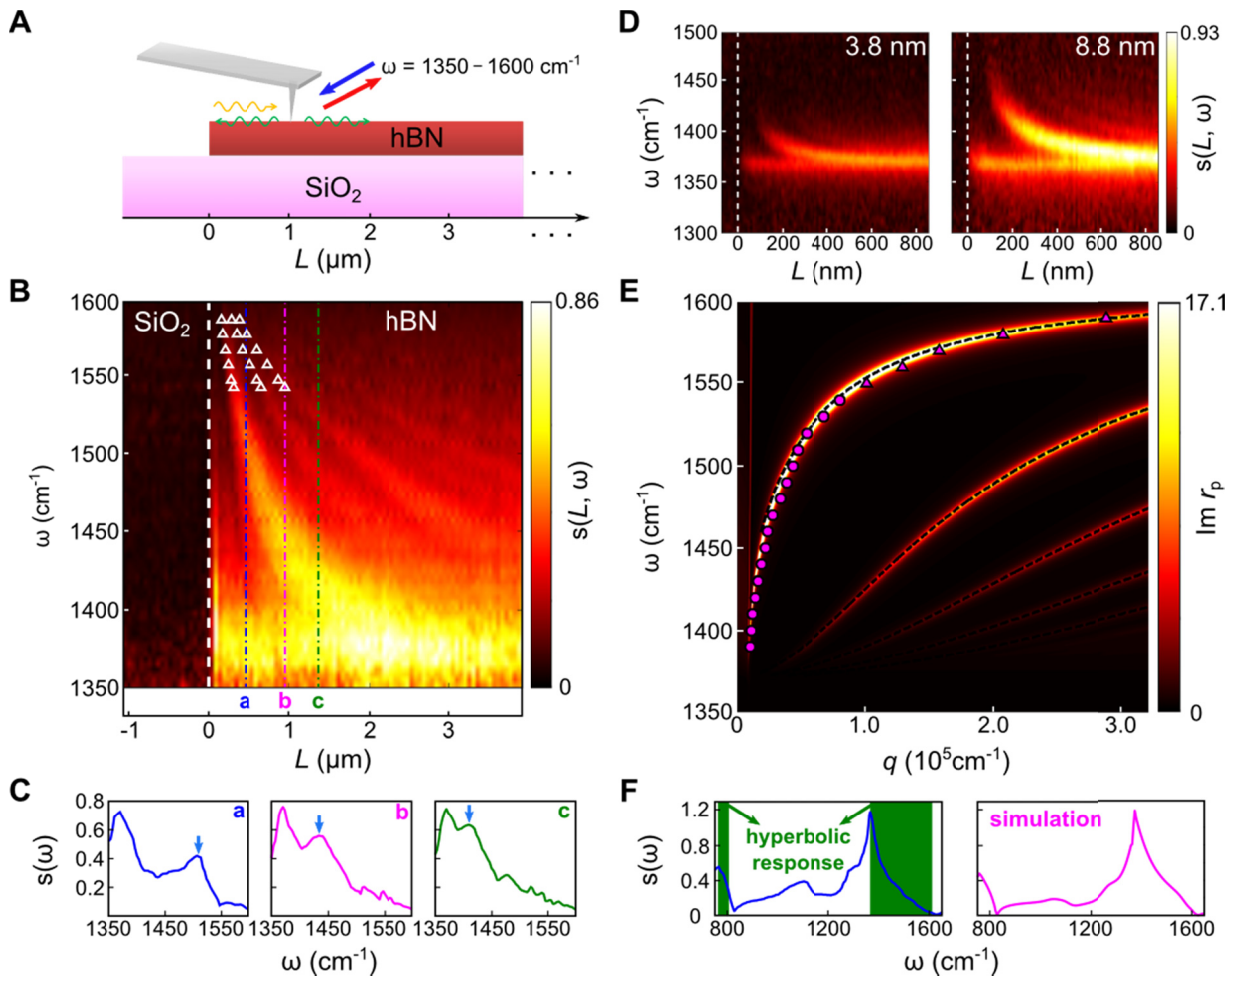 A
ω = 1350 – 1600 cm-1
hBN
SiO2
0 1 2 3
L (μm)
B
1600
1550
1500
1450
1400
1350
ω (cm-1)
SiO2
hBN
a b c
-1 0 1 2 3
L (μm)
0.86
0
s(L, ω)
C
0.8
0.6
0.4
0.2
s(ω)
a
b
c
1350 1450 1550 1350 1450 1550 1350 1450 1550
ω (cm-1)
D
1500
1450
1400
1350
1300
ω (cm-1)
3.8 nm
8.8 nm
0 200 400 600 800
0 200 400 600 800
L (nm)
L (nm)
0.93
0
s(L, ω)
E
1600
1550
1500
1450
1400
1350
ω (cm-1)
0 1.0 2.0 3.0
q (105cm-1)
17.1
0
Im rp
F
1.2
0.8
0.4
0
s(ω)
hyperbolic
response
simulation
800 1200 1600
800 1200 1600
ω (cm-1)